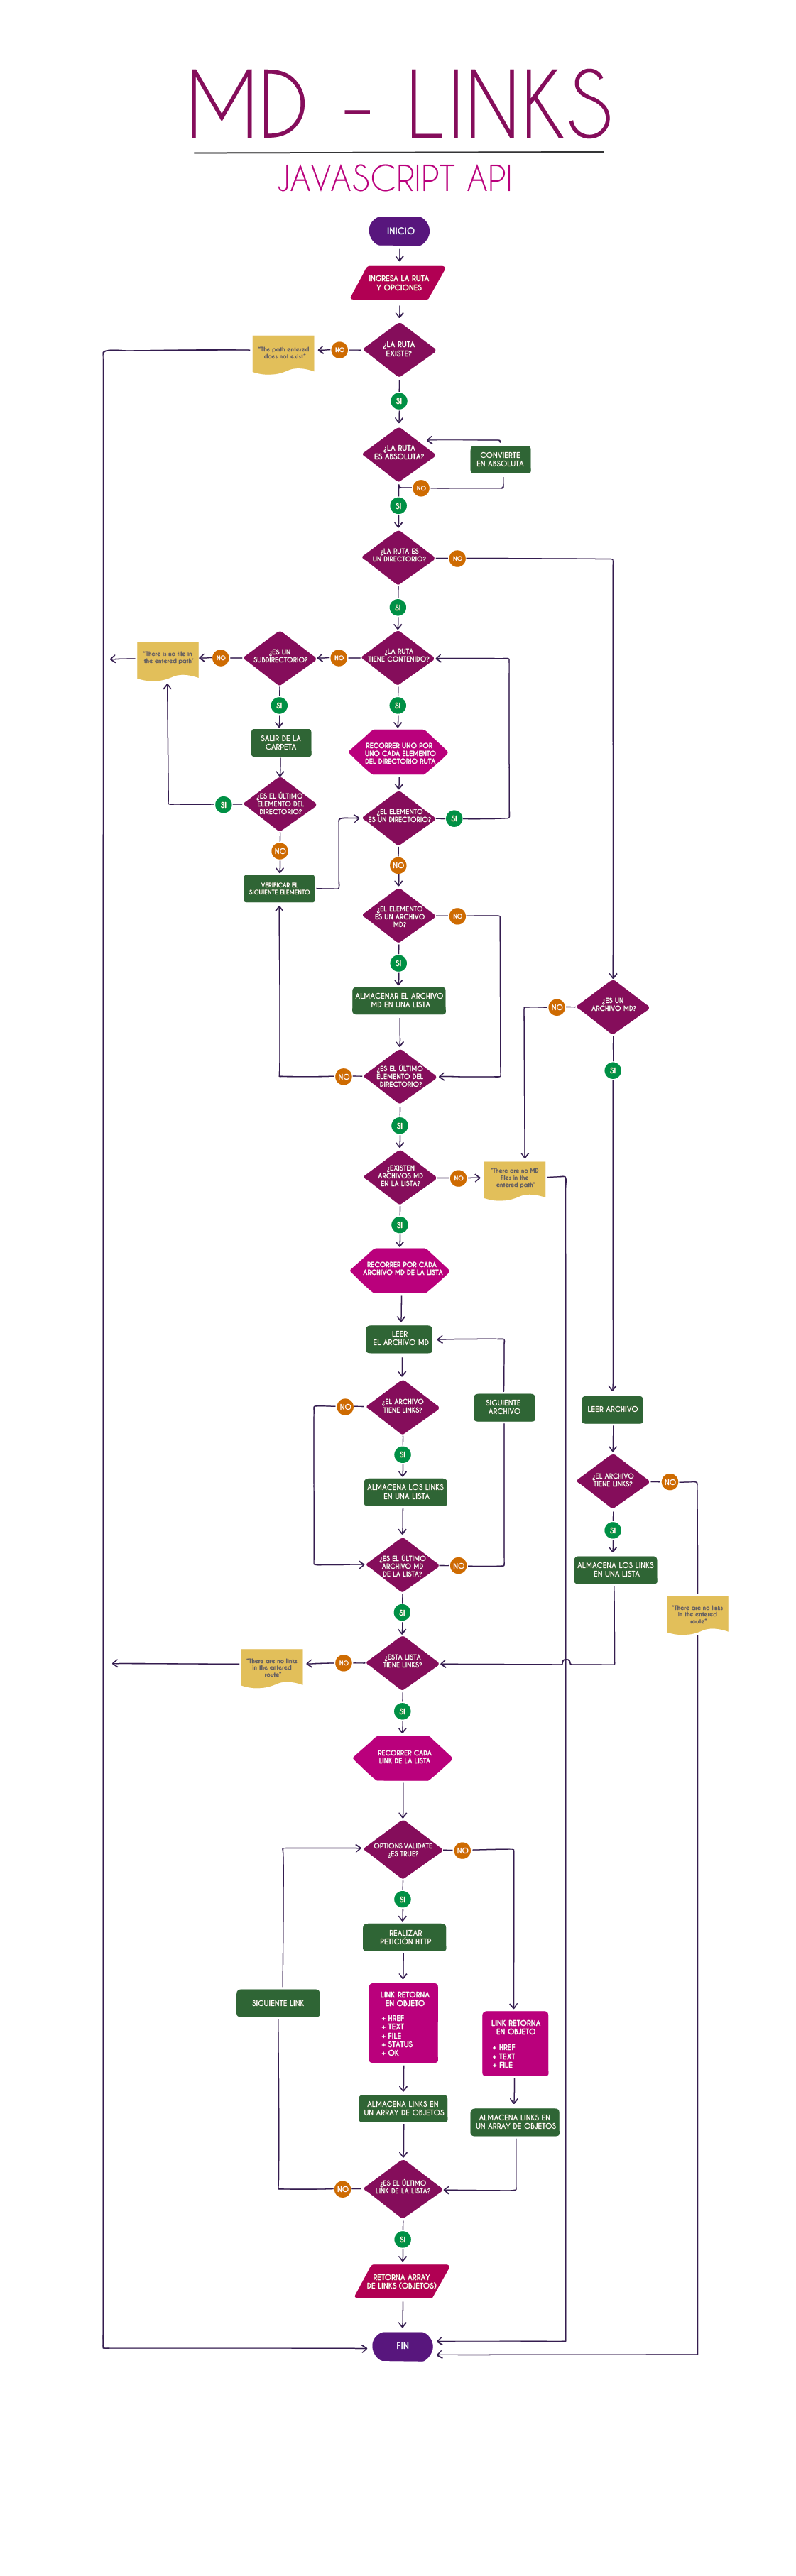 MD - LINKS
JAVASCRIPT API
INICIO
INGRESA LA RUTA
Y OPCIONES
¿LA RUTA
EXISTE?
NO
"The path entered
does not exist"
SI
¿LA RUTA
ES ABSOLUTA?
CONVIERTE
EN ABSOLUTA
NO
SI
¿LA RUTA ES
UN DIRECTORIO?
NO
SI
¿LA RUTA
TIENE CONTENIDO?
NO
¿ES UN
SUBDIRECTORIO?
NO
"There is no file in
the entered path"
SI
SI
SALIR DE LA
CARPETA
RECORRER UNO POR
UNO CADA ELEMENTO
DEL DIRECTORIO RUTA
¿ES EL ÚLTIMO
ELEMENTO DEL
DIRECTORIO?
SI
¿EL ELEMENTO
ES UN DIRECTORIO?
SI
NO
NO
VERIFICAR EL
SIGUIENTE ELEMENTO
¿EL ELEMENTO
ES UN ARCHIVO
MD?
NO
SI
ALMACENAR EL ARCHIVO
MD EN UNA LISTA
¿ES UN
ARCHIVO MD?
NO
SI
¿ES EL ÚLTIMO
ELEMENTO DEL
DIRECTORIO?
NO
SI
¿EXISTEN
ARCHIVOS MD
EN LA LISTA?
NO
"There are no MD
files in the
entered path"
SI
RECORRER POR CADA
ARCHIVO MD DE LA LISTA
LEER
EL ARCHIVO MD
¿EL ARCHIVO
TIENE LINKS?
NO
SIGUIENTE
ARCHIVO
LEER ARCHIVO
SI
¿EL ARCHIVO
TIENE LINKS?
NO
ALMACENA LOS LINKS
EN UNA LISTA
SI
¿ES EL ÚLTIMO
ARCHIVO MD
DE LA LISTA?
NO
ALMACENA LOS LINKS
EN UNA LISTA
SI
"There are no links
in the entered
route"
¿ESTA LISTA
TIENE LINKS?
NO
"There are no links
in the entered
route"
SI
RECORRER CADA
LINK DE LA LISTA
OPTIONS.VALIDATE
¿ES TRUE?
NO
SI
REALIZAR
PETICIÓN HTTP
SIGUIENTE LINK
LINK RETORNA
EN OBJETO
+ HREF
+ TEXT
+ FILE
+ STATUS
+ OK
LINK RETORNA
EN OBJETO
+ HREF
+ TEXT
+ FILE
ALMACENA LINKS EN
UN ARRAY DE OBJETOS
ALMACENA LINKS EN
UN ARRAY DE OBJETOS
¿ES EL ÚLTIMO
LINK DE LA LISTA?
NO
SI
RETORNA ARRAY
DE LINKS (OBJETOS)
FIN